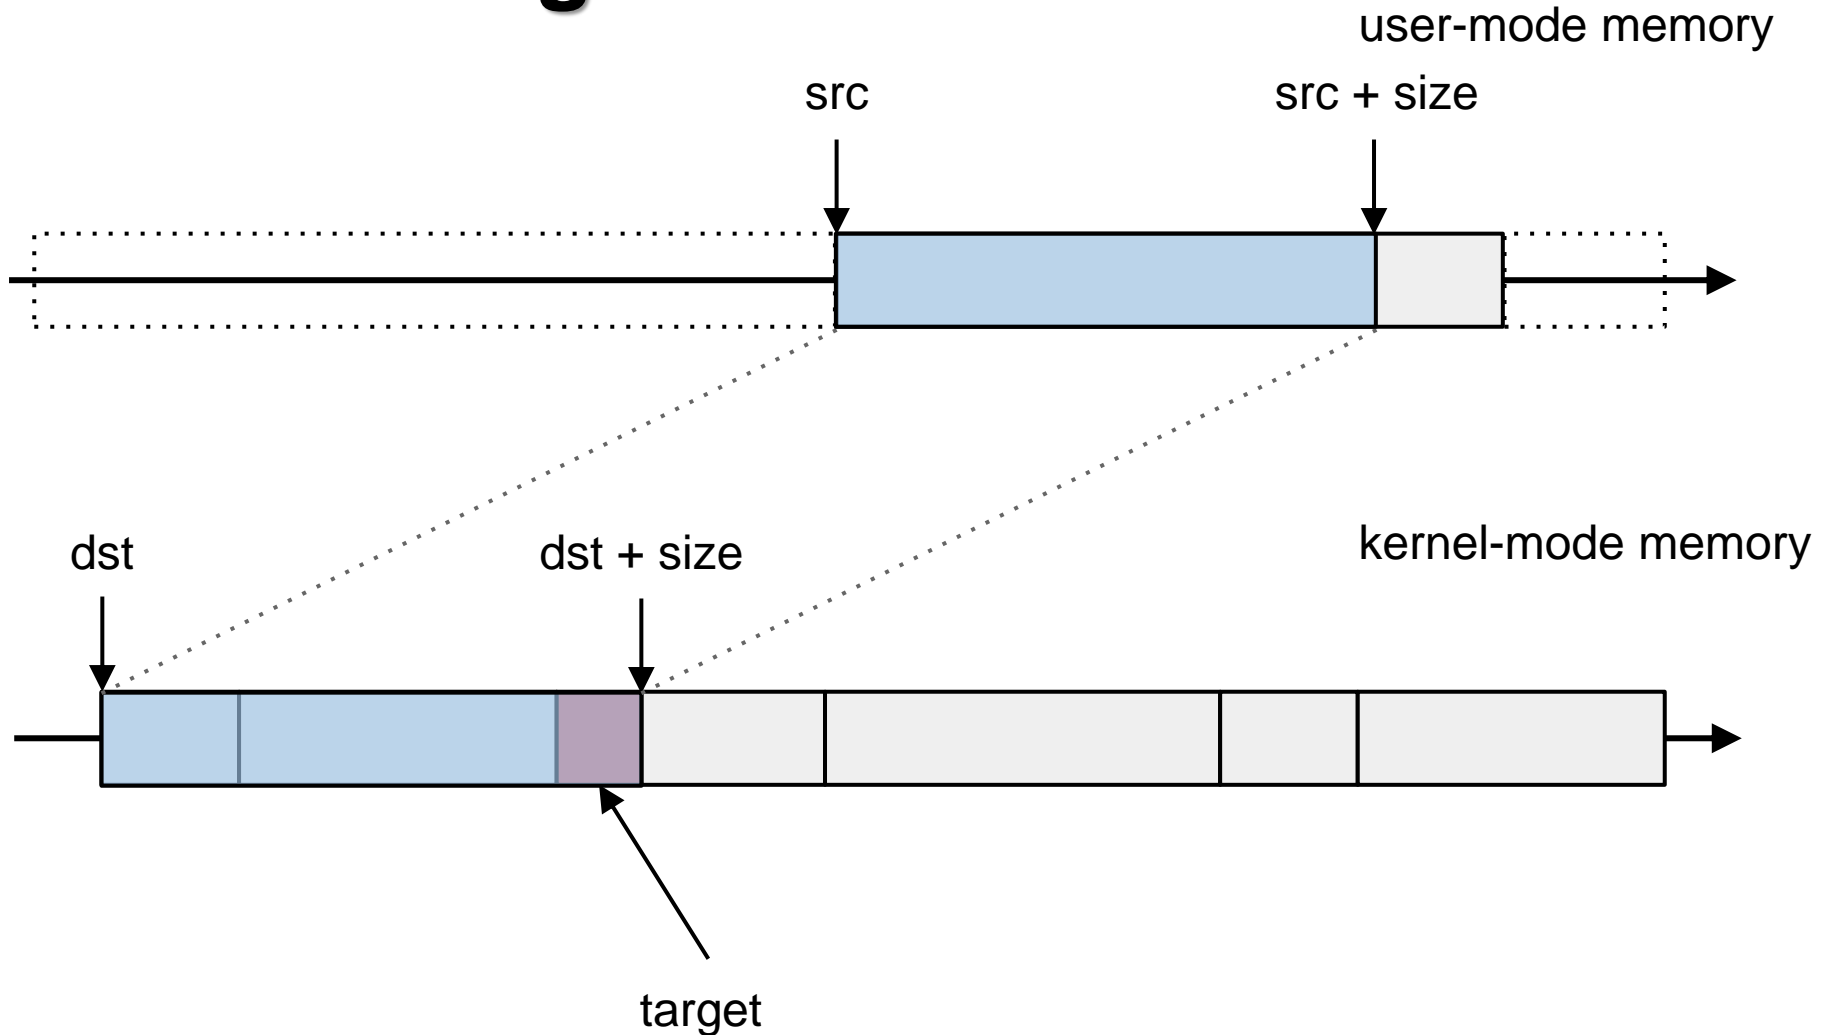 user-mode memory
src
src + size
dst
dst + size
kernel-mode memory
target